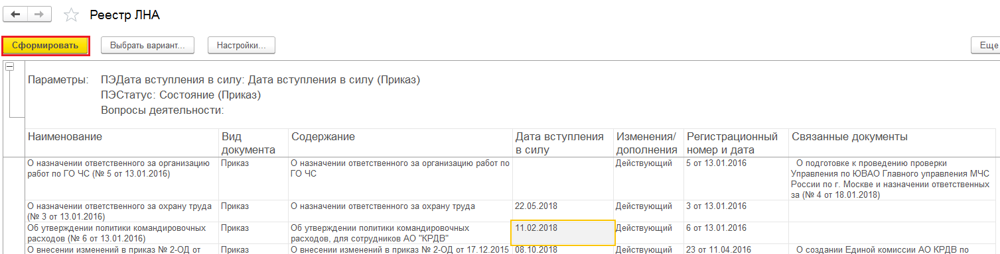 Реестр ЛНА
Сформировать
Выбрать вариант...
Настройки...
Еще
Параметры:
ПЭДата вступления в силу: Дата вступления в силу (Приказ)
ПЭСтатус: Состояние (Приказ)
Вопросы деятельности:
Наименование
Вид
документа
Содержание
Дата вступления
в силу
Изменения/
дополнения
Регистрационный
номер и дата
Связанные документы
О назначении ответственного за организацию
работ по ГО ЧС (№ 5 от 13.01.2016)
Приказ
О назначении ответственного за организацию работ по
ГО ЧС
Действующий
5 от 13.01.2016
О подготовке к проведению проверки
Управления по ЮВАО Главного управления МЧС
России по г. Москве и назначении ответственных
за (№ 4 от 18.01.2018)
О назначении ответственного за охрану труда
(№ 3 от 13.01.2016)
Приказ
О назначении ответственного за охрану труда
22.05.2018
Действующий
3 от 13.01.2016
Об утверждении политики командировочных
расходов (№ 6 от 13.01.2016)
Приказ
Об утверждении политики командировочных
расходов, для сотрудников АО "КРДВ"
11.02.2018
Действующий
6 от 13.01.2016
О внесении изменений в приказ № 2-ОД от
Приказ
О внесении изменений в приказ № 2-ОД от 17.12.2015
08.10.2018
Действующий
23 от 11.04.2016
О создании Единой комиссии АО КРДВ по